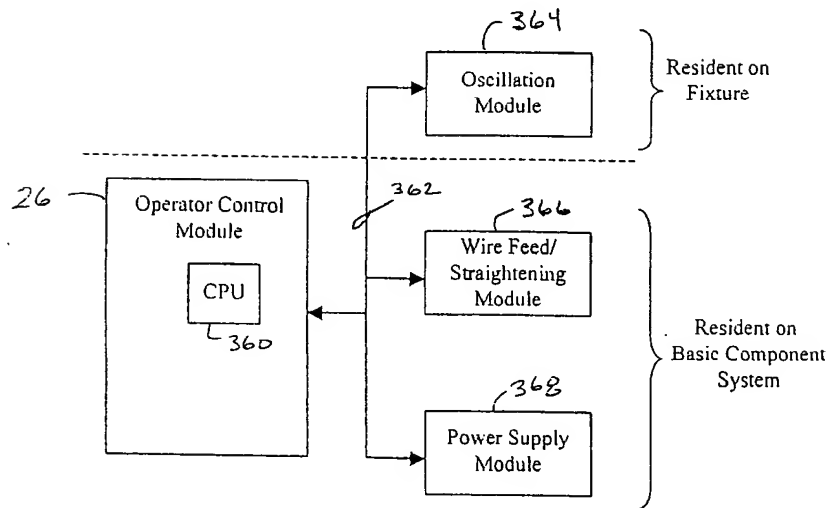 364
Oscillation
Module
Resident on
Fixture
26
Operator Control
Module
CPU
360
362
366
Wire Feed/
Straightening
Module
368
Power Supply
Module
Resident on
Basic Component
System